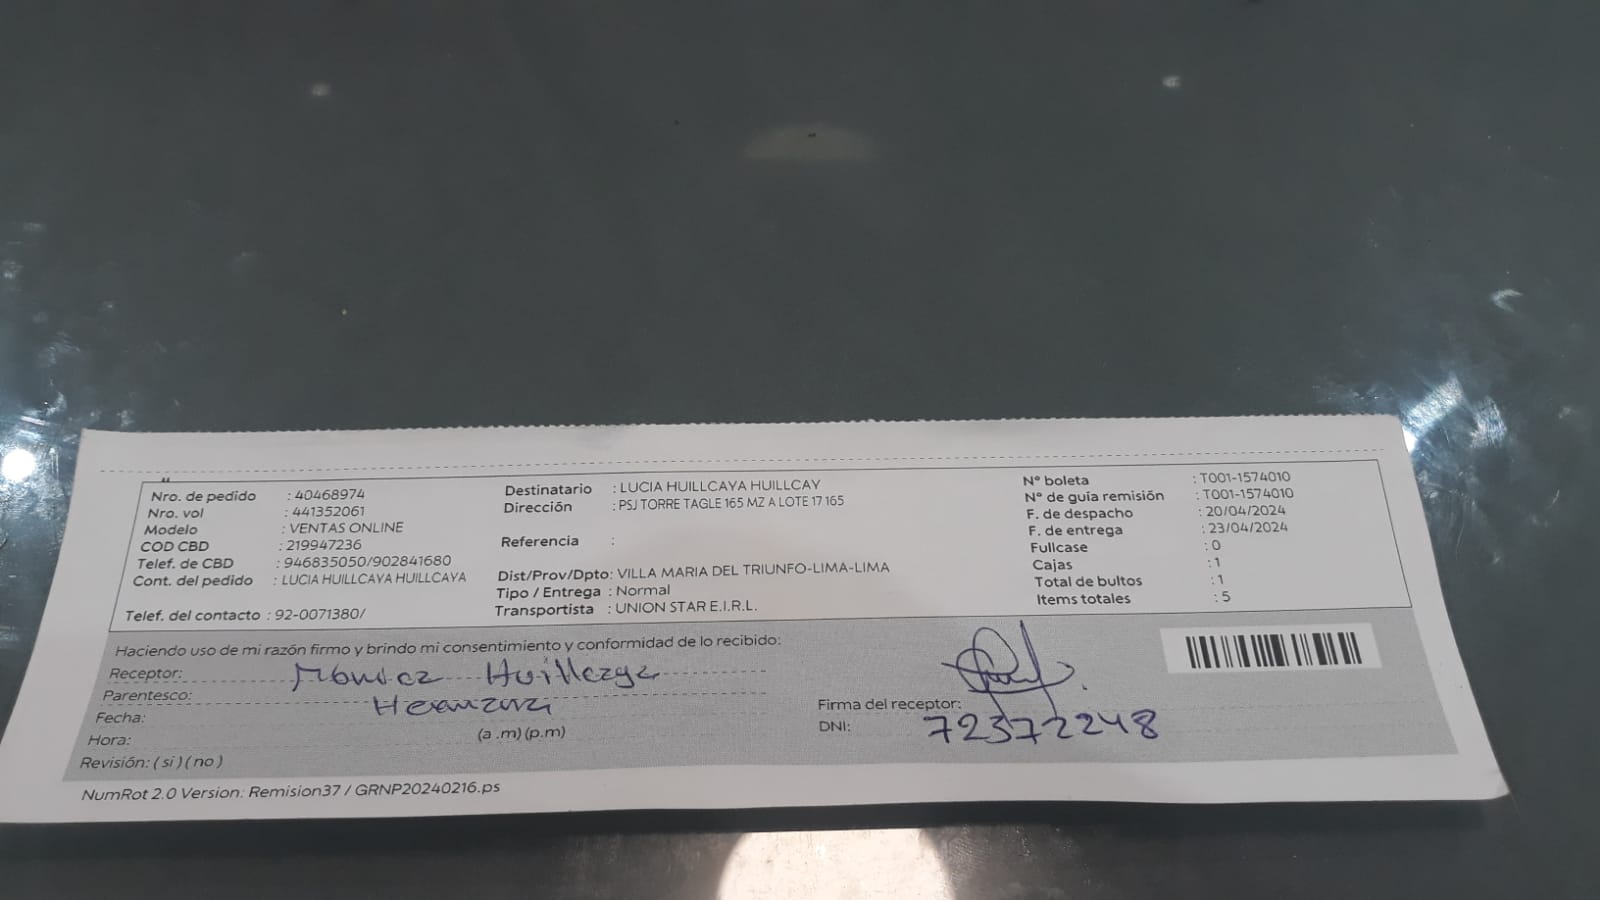 Nro. de pedido : 40468974
Nro. vol : 441352061
Modelo : VENTAS ONLINE
COD CBD : 219947236
Telef. de CBD : 946835050/902841680
Cont. del pedido : LUCIA HUILLCAYA HUILLCAYA
Telef. del contacto : 92-0071380/
Destinatario : LUCIA HUILLCAYA HUILLCAY
Dirección : PSJ TORRE TAGLE 165 MZ A LOTE 17 165
Referencia :
Dist/Prov/Dpto: VILLA MARIA DEL TRIUNFO-LIMA-LIMA
Tipo / Entrega : Normal
Transportista : UNION STAR E.I.R.L.
N° boleta : T001-1574010
N° de guía remisión : T001-1574010
F. de despacho : 20/04/2024
F. de entrega : 23/04/2024
Fullcase : 0
Cajas : 1
Total de bultos : 1
Items totales : 5
Haciendo uso de mi razón firmo y brindo mi consentimiento y conformidad de lo recibido:
Receptor: Mónica Huillcaya
Parentesco: Hermana
Fecha:
Hora: (a .m) (p.m)
Revisión: ( si ) ( no )
Firma del receptor:
DNI: 72372248
NumRot 2.0 Version: Remision37 / GRNP20240216.ps